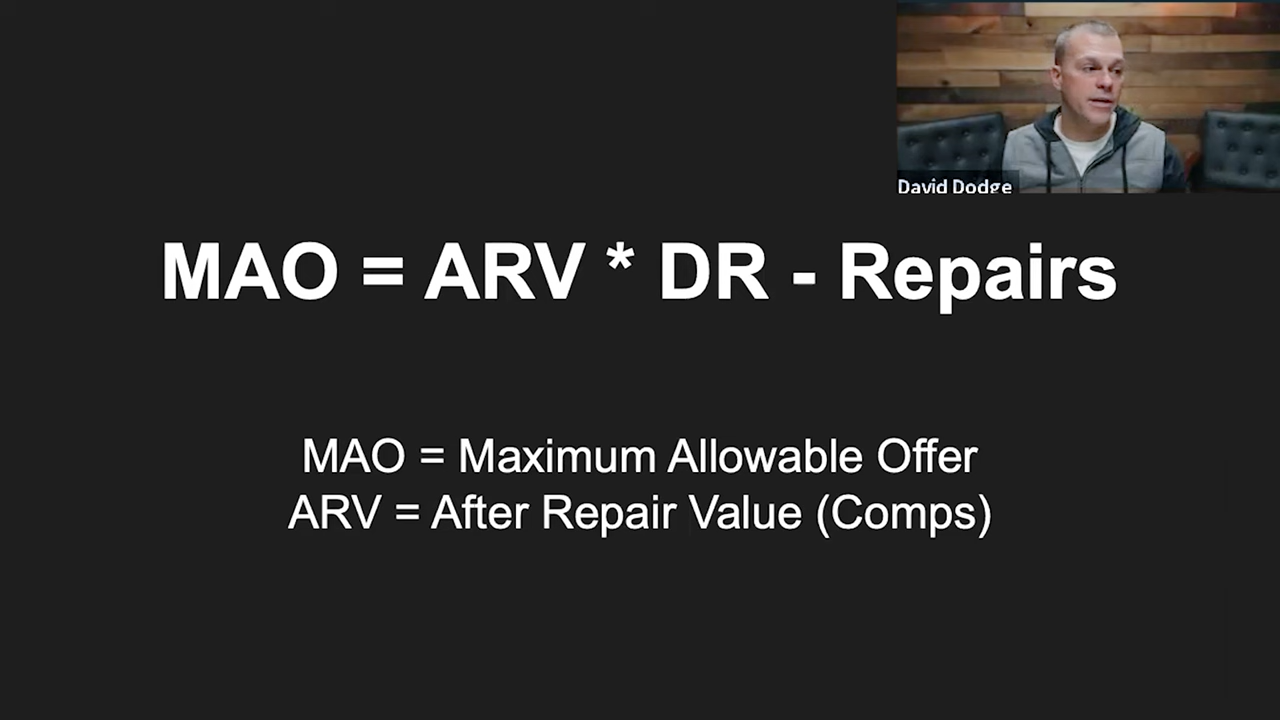 David Dodge
MAO = ARV * DR - Repairs
MAO = Maximum Allowable Offer
ARV = After Repair Value (Comps)